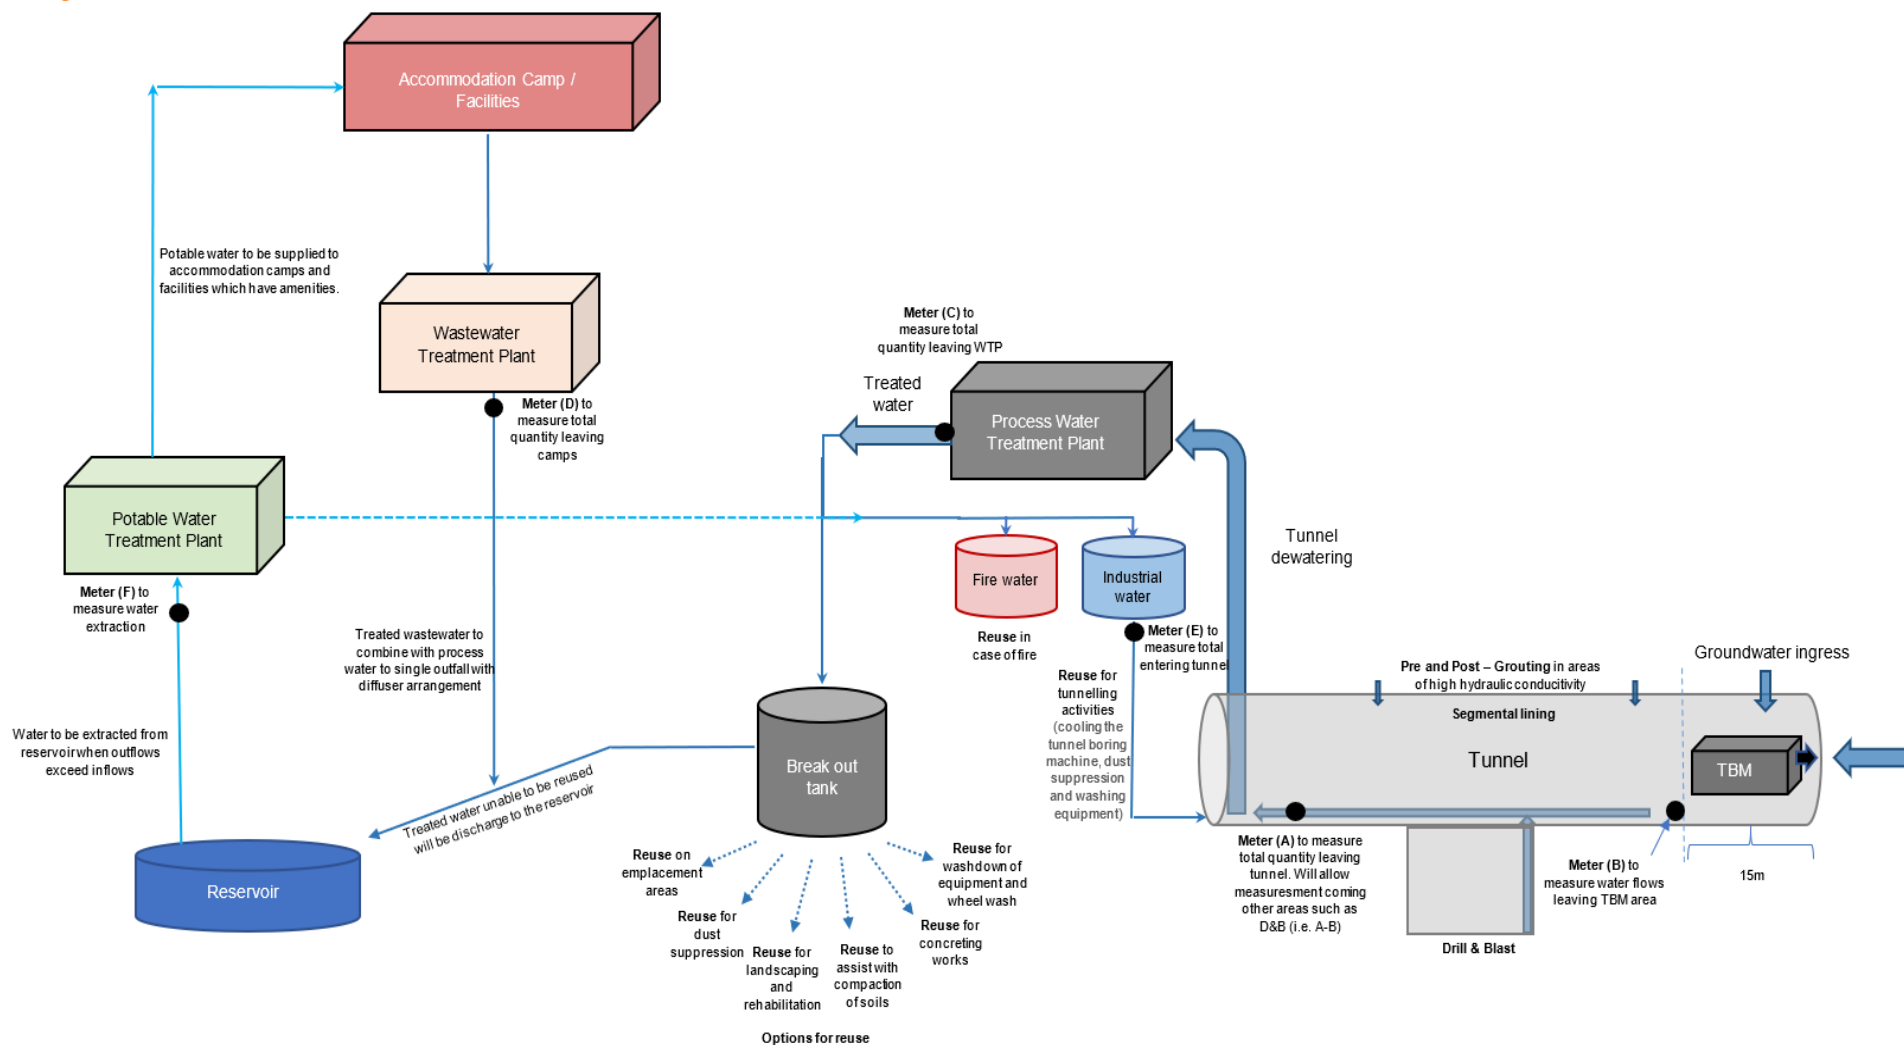 Accommodation Camp /
Facilities
Potable water to be supplied to
accommodation camps and
facilities which have amenities.
Wastewater
Treatment Plant
Meter (D) to
measure total
quantity leaving
camps
Meter (C) to
measure total
quantity leaving WTP
Treated
water
Process Water
Treatment Plant
Potable Water
Treatment Plant
Meter (F) to
measure water
extraction
Fire water
Reuse in
case of fire
Industrial
water
Meter (E) to
measure total
entering tunnel
Tunnel
dewatering
Treated wastewater to
combine with process
water to single outfall with
diffuser arrangement
Water to be extracted from
reservoir when outflows
exceed inflows
Reuse for
tunnelling
activities
(cooling the
tunnel boring
machine, dust
suppression
and washing
equipment)
Pre and Post – Grouting in areas
of high hydraulic conducitivity
Groundwater ingress
Segmental lining
Tunnel
TBM
Break out
tank
Treated water unable to be reused
will be discharge to the reservoir
Reservoir
Reuse on
emplacement
areas
Reuse for
dust
suppression
Reuse for
landscaping
and
rehabilitation
Reuse to
assist with
compaction
of soils
Reuse for
concreting
works
Reuse for
washdown of
equipment and
wheel wash
Options for reuse
Meter (A) to measure
total quantity leaving
tunnel. Will allow
measuresment coming
other areas such as
D&B (i.e. A-B)
Drill & Blast
Meter (B) to
measure water flows
leaving TBM area
15m